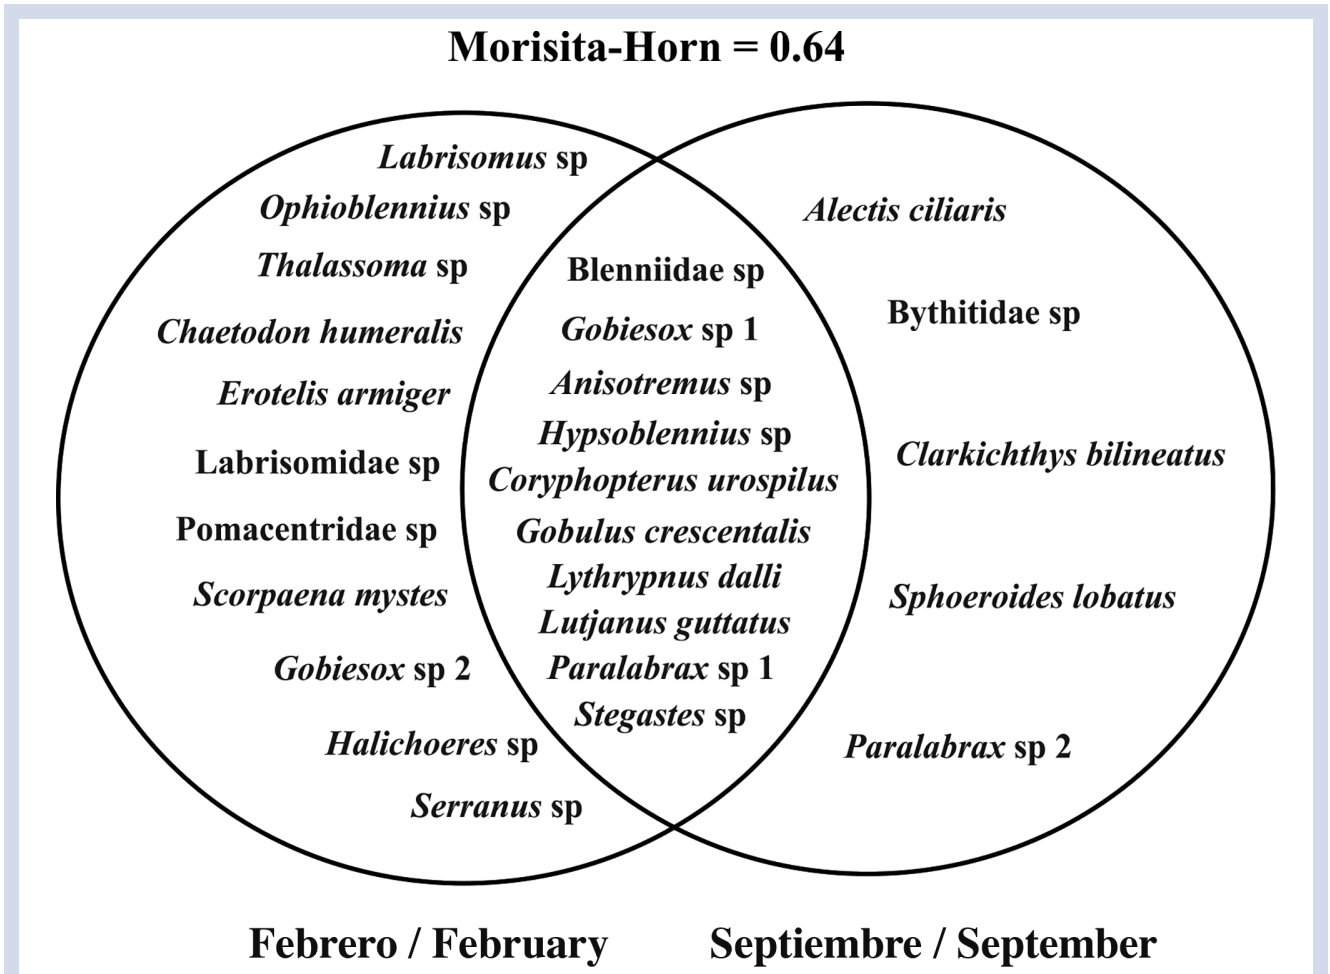 Morisita-Horn = 0.64
Labrisomus sp
Ophioblennius sp
Thalassoma sp
Chaetodon humeralis
Erotelis armiger
Labrisomidae sp
Pomacentridae sp
Scorpaena mystes
Gobiesox sp 2
Halichoeres sp
Serranus sp
Blenniidae sp
Gobiesox sp 1
Anisotremus sp
Hypsoblennius sp
Coryphopterus urospilus
Gobulus crescentalis
Lythrypnus dalli
Lutjanus guttatus
Paralabrax sp 1
Stegastes sp
Alectis ciliaris
Bythitidae sp
Clarkichthys bilineatus
Sphoeroides lobatus
Paralabrax sp 2
Febrero / February
Septiembre / September